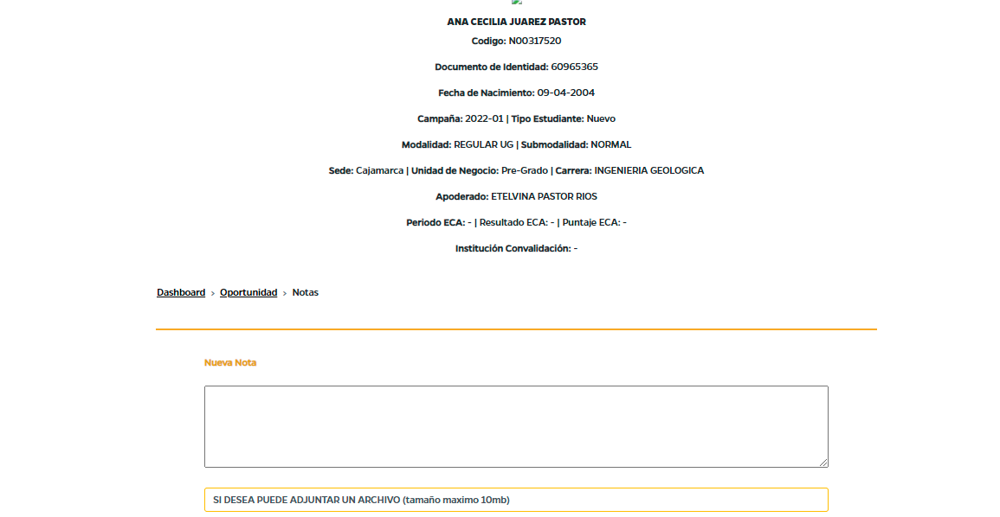 ANA CECILIA JUAREZ PASTOR
Codigo: N00317520
Documento de Identidad: 60965365
Fecha de Nacimiento: 09-04-2004
Campaña: 2022-01 | Tipo Estudiante: Nuevo
Modalidad: REGULAR UG | Submodalidad: NORMAL
Sede: Cajamarca | Unidad de Negocio: Pre-Grado | Carrera: INGENIERIA GEOLOGICA
Apoderado: ETELVINA PASTOR RIOS
Periodo ECA: - | Resultado ECA: - | Puntaje ECA: -
Institución Convalidación: -
Dashboard > Oportunidad > Notas
Nueva Nota
SI DESEA PUEDE ADJUNTAR UN ARCHIVO (tamaño maximo 10mb)